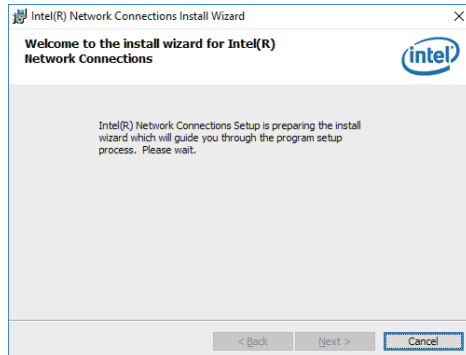 Intel(R) Network Connections Install Wizard
Welcome to the install wizard for Intel(R)
Network Connections
intel
Intel(R) Network Connections Setup is preparing the install
wizard which will guide you through the program setup
process. Please wait.
< Back Next > Cancel